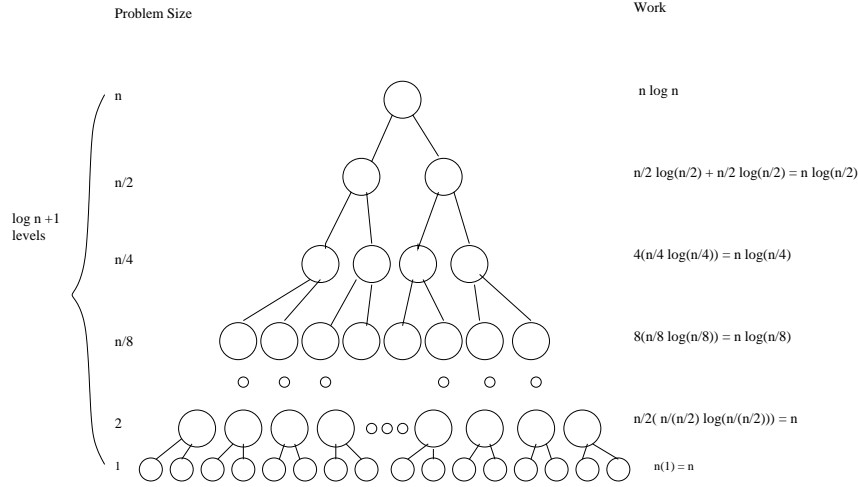 Problem Size
Work
n
n log n
n/2
n/2 log(n/2) + n/2 log(n/2) = n log(n/2)
log n +1
levels
n/4
4(n/4 log(n/4)) = n log(n/4)
n/8
8(n/8 log(n/8)) = n log(n/8)
2
n/2( n/(n/2) log(n/(n/2))) = n
1
n(1) = n